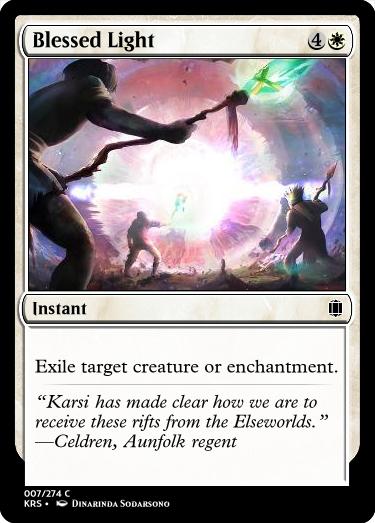 Blessed Light 4
Instant
Exile target creature or enchantment.
“Karsi has made clear how we are to
receive these rifts from the Elseworlds.”
—Celdren, Aunfolk regent
007/274 C
KRS • Dinarinda Sodarsono